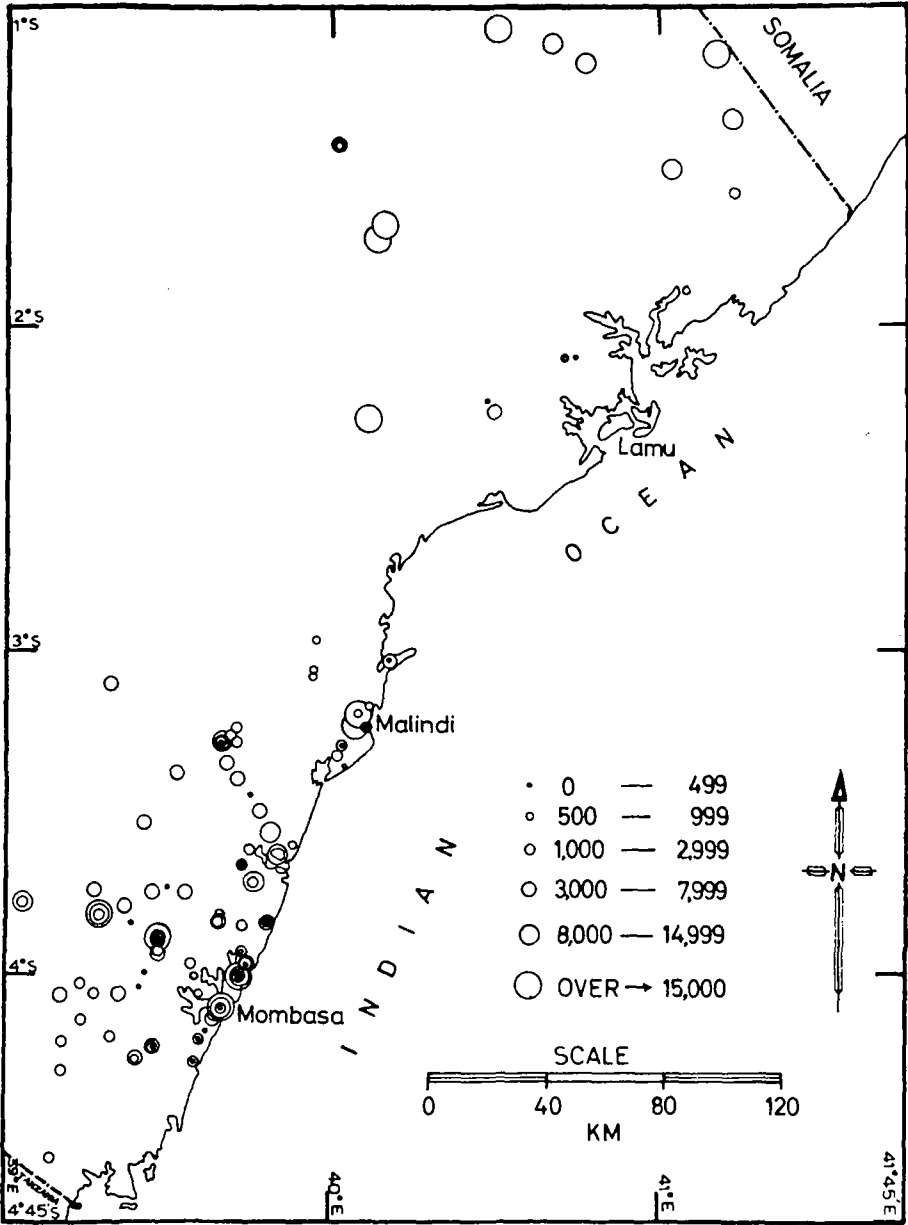 1°S
SOMALIA
2°S
Lamu
OCEAN
3°S
Malindi
0 — 499
500 — 999
1,000 — 2,999
3,000 — 7,999
8,000 — 14,999
OVER → 15,000
N
INDIAN
4°S
Mombasa
SCALE
0 40 80 120
KM
TANZANIA
39°E
40°E
41°E
41°45'E
4°45'S